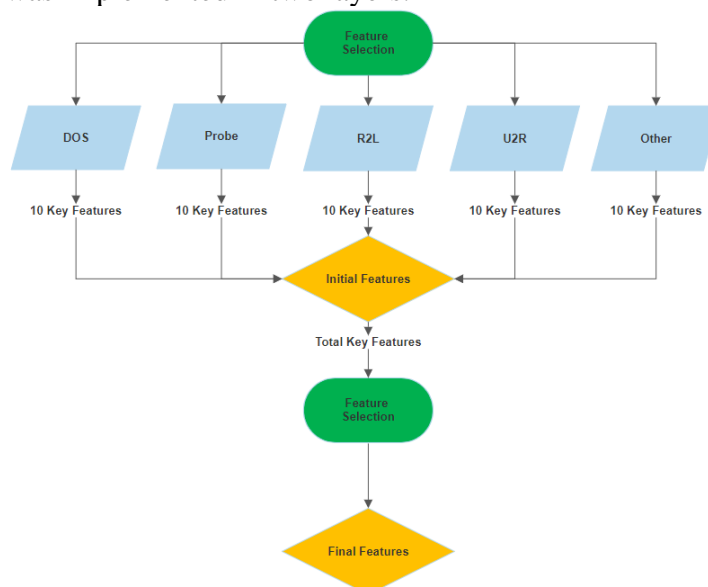 Feature
Selection
DOS
Probe
R2L
U2R
Other
10 Key Features
10 Key Features
10 Key Features
10 Key Features
10 Key Features
Initial Features
Total Key Features
Feature
Selection
Final Features